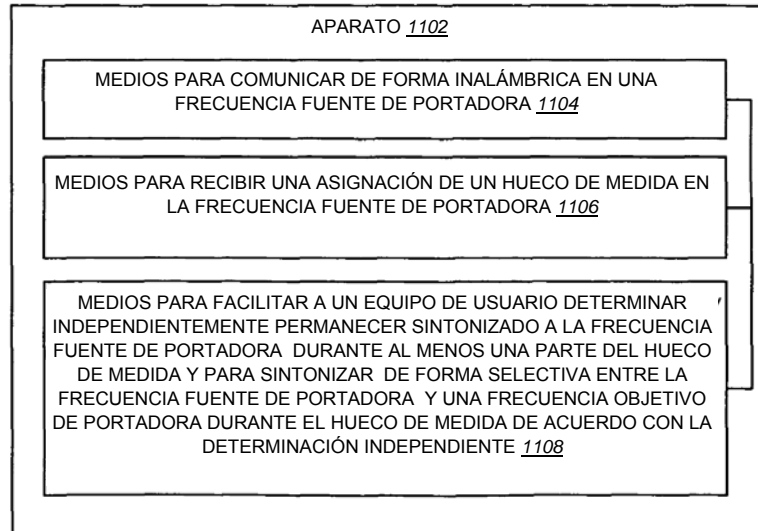 APARATO 1102
MEDIOS PARA COMUNICAR DE FORMA INALÁMBRICA EN UNA
FRECUENCIA FUENTE DE PORTADORA 1104
MEDIOS PARA RECIBIR UNA ASIGNACIÓN DE UN HUECO DE MEDIDA EN
LA FRECUENCIA FUENTE DE PORTADORA 1106
MEDIOS PARA FACILITAR A UN EQUIPO DE USUARIO DETERMINAR
INDEPENDIENTEMENTE PERMANECER SINTONIZADO A LA FRECUENCIA
FUENTE DE PORTADORA DURANTE AL MENOS UNA PARTE DEL HUECO
DE MEDIDA Y PARA SINTONIZAR DE FORMA SELECTIVA ENTRE LA
FRECUENCIA FUENTE DE PORTADORA Y UNA FRECUENCIA OBJETIVO
DE PORTADORA DURANTE EL HUECO DE MEDIDA DE ACUERDO CON LA
DETERMINACIÓN INDEPENDIENTE 1108